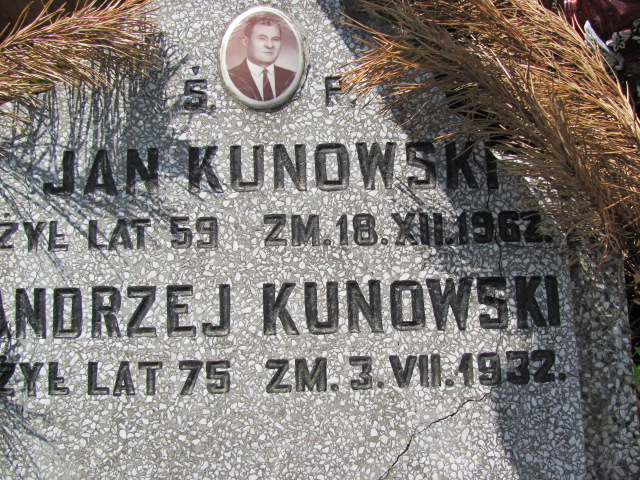 Ś. P.
JAN KUNOWSKI
ŻYŁ LAT 59 ZM. 18.XII.1962.
ANDRZEJ KUNOWSKI
ŻYŁ LAT 75 ZM. 3.VII.1932.